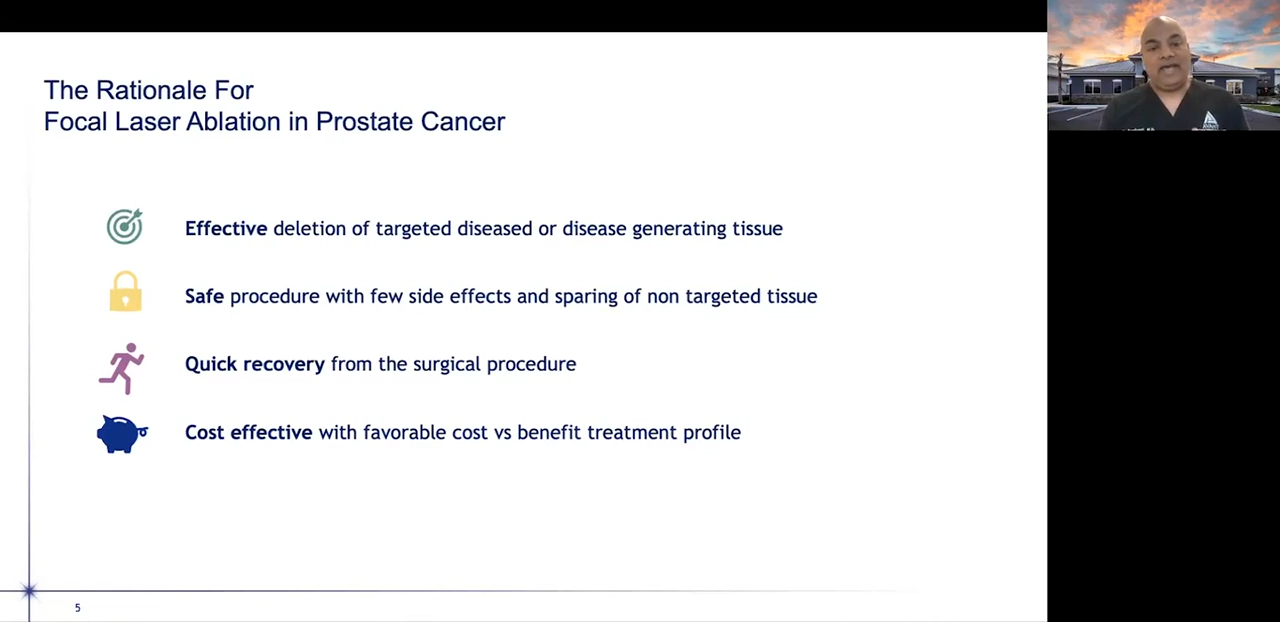 The Rationale For
Focal Laser Ablation in Prostate Cancer
Effective deletion of targeted diseased or disease generating tissue
Safe procedure with few side effects and sparing of non targeted tissue
Quick recovery from the surgical procedure
Cost effective with favorable cost vs benefit treatment profile
5